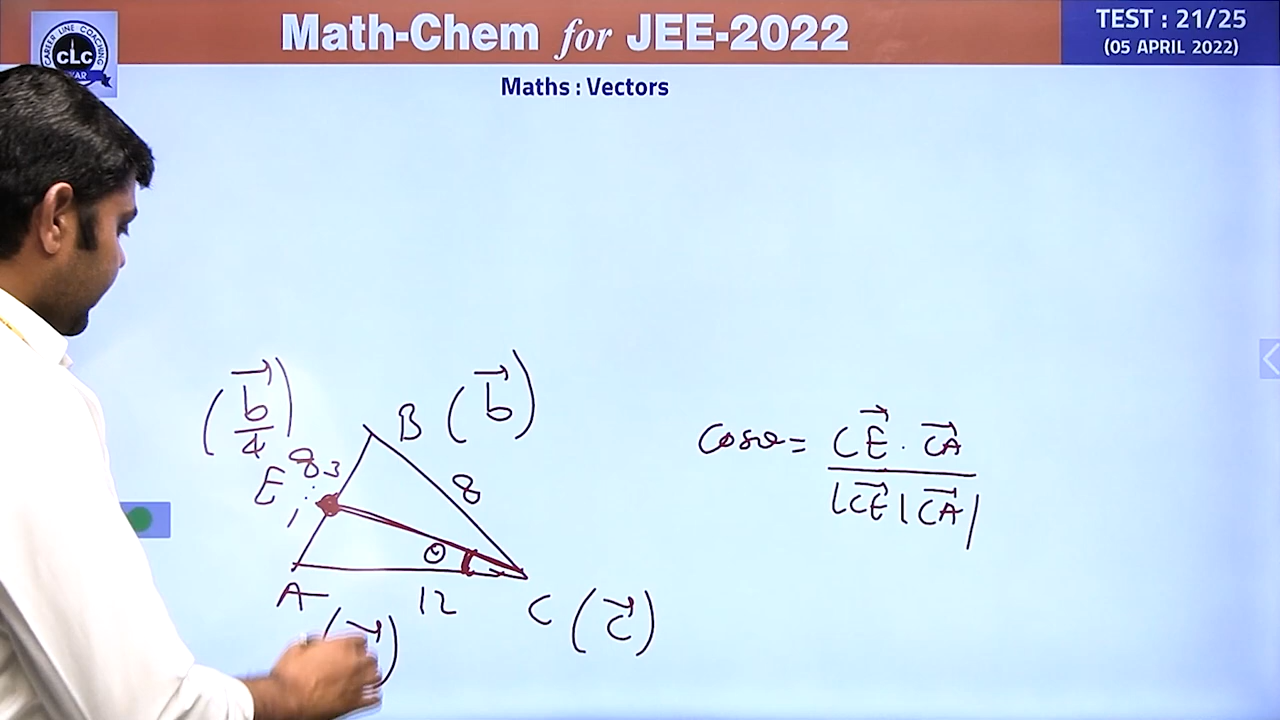 Math-Chem for JEE-2022
TEST : 21/25
(05 APRIL 2022)
CAREER LINE COACHING
CLC
Maths : Vectors
(b⃗/4)
B (b⃗)
8
3
E
:
1
8
θ
A
12
C (c⃗)
cosθ = (CE⃗ · CA⃗) / |CE⃗| |CA⃗|